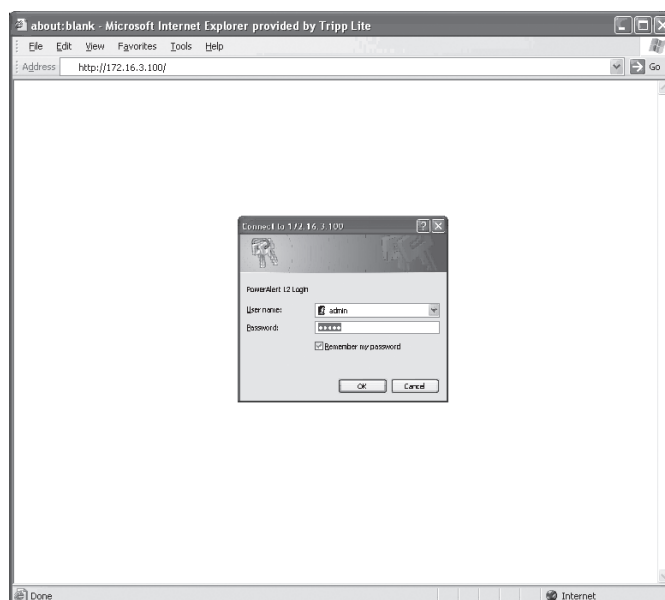 about:blank - Microsoft Internet Explorer provided by Tripp Lite
File Edit View Favorites Tools Help
Address http://172.16.3.100/ Go
Connect to 172.16.3.100
PowerAlert 12 Login
User name: admin
Password: •••••
Remember my password
OK Cancel
Done Internet